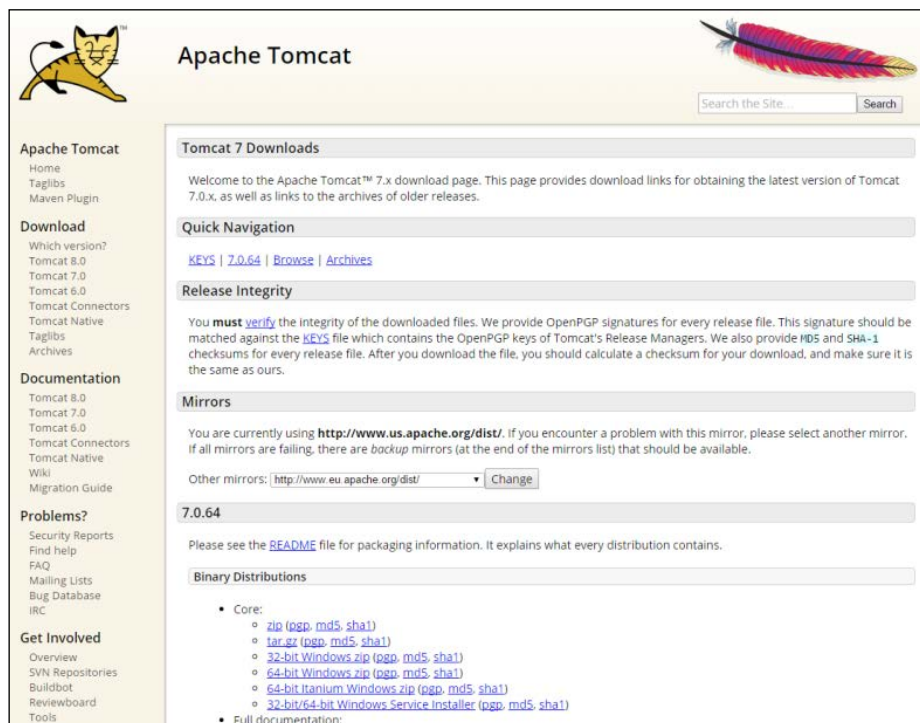 TM
Apache Tomcat
Search the Site...
Search
Apache Tomcat
Home
Taglibs
Maven Plugin
Download
Which version?
Tomcat 8.0
Tomcat 7.0
Tomcat 6.0
Tomcat Connectors
Tomcat Native
Taglibs
Archives
Documentation
Tomcat 8.0
Tomcat 7.0
Tomcat 6.0
Tomcat Connectors
Tomcat Native
Wiki
Migration Guide
Problems?
Security Reports
Find help
FAQ
Mailing Lists
Bug Database
IRC
Get Involved
Overview
SVN Repositories
Buildbot
Reviewboard
Tools
Tomcat 7 Downloads
Welcome to the Apache Tomcat™ 7.x download page. This page provides download links for obtaining the latest version of Tomcat
7.0.x, as well as links to the archives of older releases.
Quick Navigation
KEYS | 7.0.64 | Browse | Archives
Release Integrity
You must verify the integrity of the downloaded files. We provide OpenPGP signatures for every release file. This signature should be
matched against the KEYS file which contains the OpenPGP keys of Tomcat's Release Managers. We also provide MD5 and SHA-1
checksums for every release file. After you download the file, you should calculate a checksum for your download, and make sure it is
the same as ours.
Mirrors
You are currently using http://www.us.apache.org/dist/. If you encounter a problem with this mirror, please select another mirror.
If all mirrors are failing, there are backup mirrors (at the end of the mirrors list) that should be available.
Other mirrors: http://www.eu.apache.org/dist/ Change
7.0.64
Please see the README file for packaging information. It explains what every distribution contains.
Binary Distributions
• Core:
○ zip (pgp, md5, sha1)
○ tar.gz (pgp, md5, sha1)
○ 32-bit Windows zip (pgp, md5, sha1)
○ 64-bit Windows zip (pgp, md5, sha1)
○ 64-bit Itanium Windows zip (pgp, md5, sha1)
○ 32-bit/64-bit Windows Service Installer (pgp, md5, sha1)
• Full documentation: